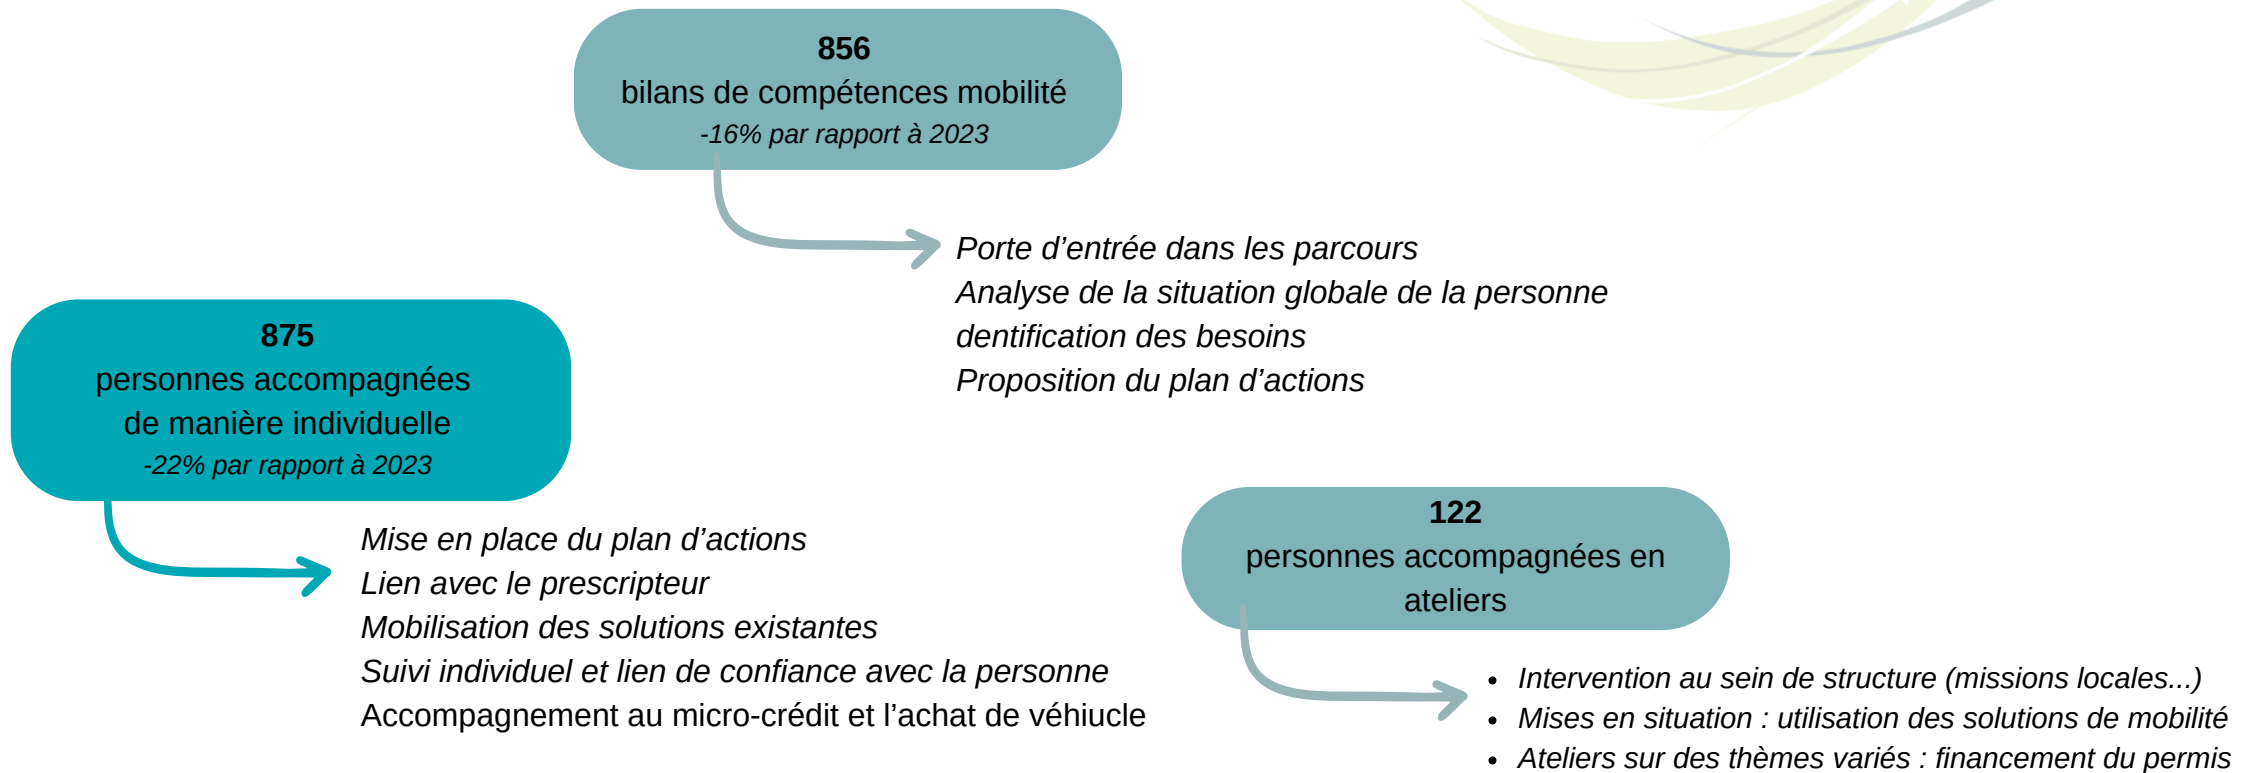 856
bilans de compétences mobilité
-16% par rapport à 2023
Porte d’entrée dans les parcours
Analyse de la situation globale de la personne
dentification des besoins
Proposition du plan d’actions
875
personnes accompagnées
de manière individuelle
-22% par rapport à 2023
Mise en place du plan d’actions
Lien avec le prescripteur
Mobilisation des solutions existantes
Suivi individuel et lien de confiance avec la personne
Accompagnement au micro-crédit et l’achat de véhiucle
122
personnes accompagnées en
ateliers
• Intervention au sein de structure (missions locales...)
• Mises en situation : utilisation des solutions de mobilité
• Ateliers sur des thèmes variés : financement du permis